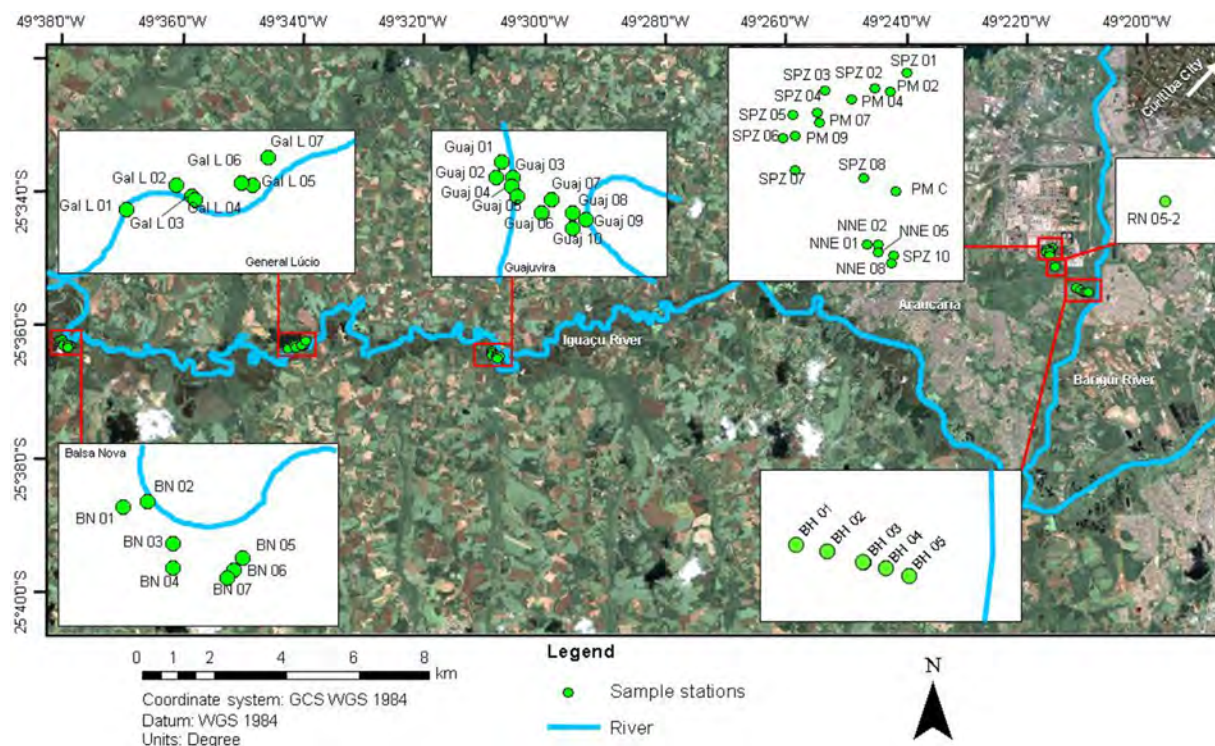 49°38'0"O
49°36'0"O
49°34'0"O
49°32'0"O
49°30'0"O
49°28'0"O
49°26'0"O
49°24'0"O
49°22'0"O
49°20'0"O
25°34'0"S
25°36'0"S
25°38'0"S
25°40'0"S
Curitiba City
Gal L 07
Gal L 06
Gal L 02
Gal L 05
Gal L 01
Gal L 03
Gal L 04
General Lúcio
Guaj 01
Guaj 03
Guaj 02
Guaj 07
Guaj 04
Guaj 08
Guaj 05
Guaj 06
Guaj 09
Guaj 10
Guajuvira
SPZ 01
SPZ 03
SPZ 02
PM 02
SPZ 04
PM 04
SPZ 05
PM 07
SPZ 06
PM 09
SPZ 08
SPZ 07
PM C
NNE 02
NNE 01
NNE 05
SPZ 10
NNE 08
RN 05-2
Araucária
Iguaçu River
Barigüi River
Balsa Nova
BN 02
BN 01
BN 03
BN 05
BN 04
BN 06
BN 07
BH 01
BH 02
BH 03
BH 04
BH 05
0 1 2 4 6 8
km
Coordinate system: GCS WGS 1984
Datum: WGS 1984
Units: Degree
Legend
Sample stations
River
N